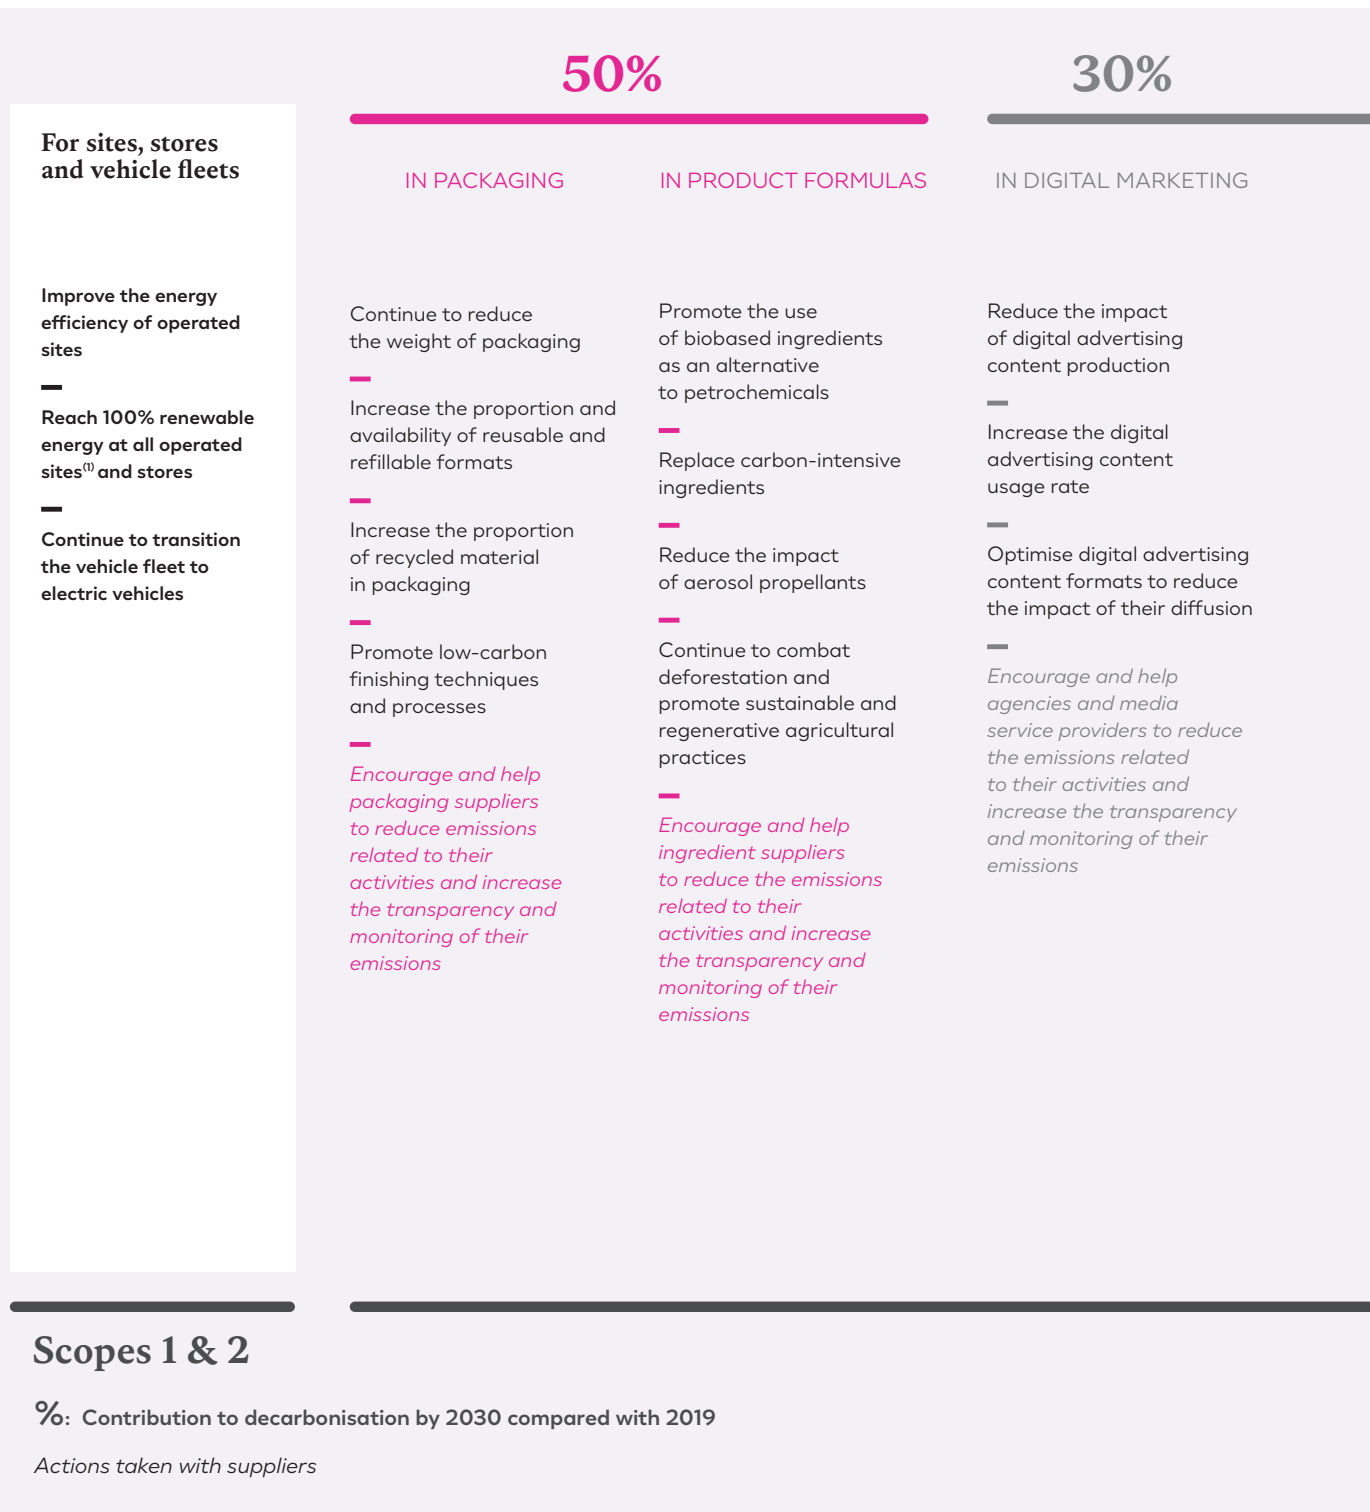 For sites, stores
and vehicle fleets
Improve the energy
efficiency of operated
sites
Reach 100% renewable
energy at all operated
sites(1) and stores
Continue to transition
the vehicle fleet to
electric vehicles
50%
IN PACKAGING
Continue to reduce
the weight of packaging
Increase the proportion and
availability of reusable and
refillable formats
Increase the proportion
of recycled material
in packaging
Promote low-carbon
finishing techniques
and processes
Encourage and help
packaging suppliers
to reduce emissions
related to their
activities and increase
the transparency and
monitoring of their
emissions
IN PRODUCT FORMULAS
Promote the use
of biobased ingredients
as an alternative
to petrochemicals
Replace carbon-intensive
ingredients
Reduce the impact
of aerosol propellants
Continue to combat
deforestation and
promote sustainable and
regenerative agricultural
practices
Encourage and help
ingredient suppliers
to reduce the emissions
related to their
activities and increase
the transparency and
monitoring of their
emissions
30%
IN DIGITAL MARKETING
Reduce the impact
of digital advertising
content production
Increase the digital
advertising content
usage rate
Optimise digital advertising
content formats to reduce
the impact of their diffusion
Encourage and help
agencies and media
service providers to reduce
the emissions related
to their activities and
increase the transparency
and monitoring of their
emissions
Scopes 1 & 2
%: Contribution to decarbonisation by 2030 compared with 2019
Actions taken with suppliers